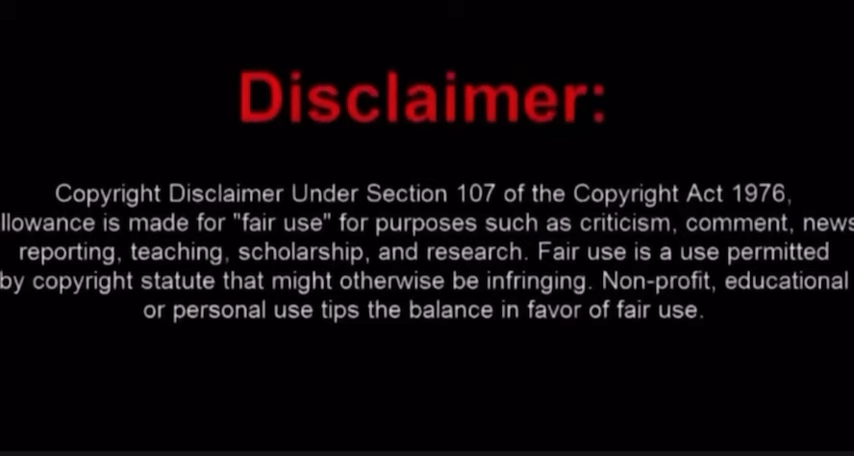 Disclaimer:
Copyright Disclaimer Under Section 107 of the Copyright Act 1976,
llowance is made for "fair use" for purposes such as criticism, comment, news
reporting, teaching, scholarship, and research. Fair use is a use permitted
by copyright statute that might otherwise be infringing. Non-profit, educational
or personal use tips the balance in favor of fair use.